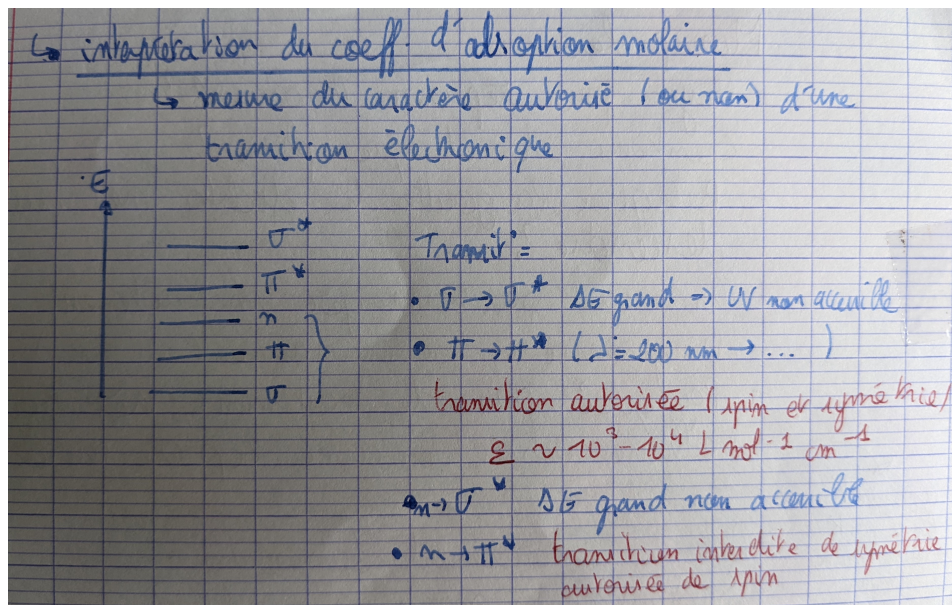 ↳ interprétation du coeff. d'adsorption molaire
↳ mesure du caractère autorisé (ou non) d'une
transition électronique
E
σ*
π*
n
π
σ
Transit° =
• σ → σ* ΔE grand => UV non accessible
• π → π* (λ = 200 nm → ... )
transition autorisée (spin et symétrie)
ε ~ 10³ - 10⁴ L mol⁻¹ cm⁻¹
• n → σ* ΔE grand non accessible
• n → π* transition interdite de symétrie
autorisée de spin